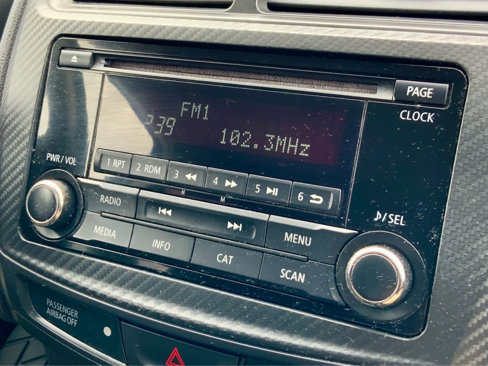 PAGE
CLOCK
FM1
239
102.3MHz
1 RPT
2 RDM
3
4
5
6
PWR/VOL
SEL
RADIO
MENU
MEDIA
INFO
CAT
SCAN
PASSENGER
AIRBAG OFF